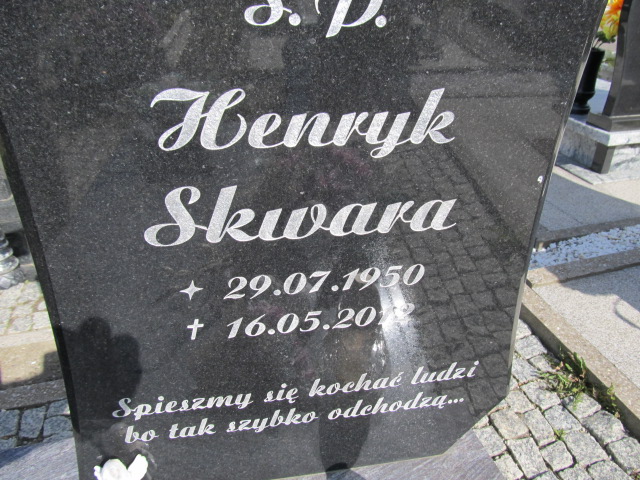 Ś. P.
Henryk
Skwara
29.07.1950
16.05.2012
Spieszmy się kochać ludzi
bo tak szybko odchodzą...